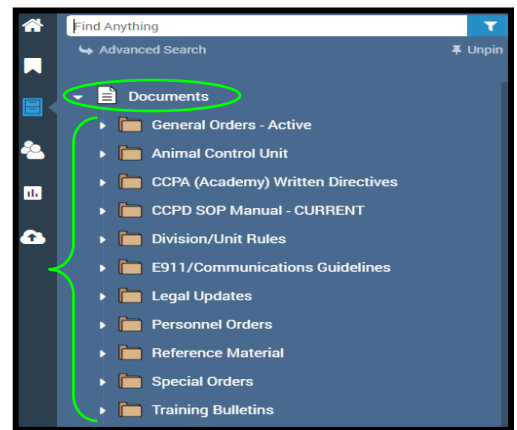 Find Anything
Advanced Search
Unpin
Documents
General Orders - Active
Animal Control Unit
CCPA (Academy) Written Directives
CCPD SOP Manual - CURRENT
Division/Unit Rules
E911/Communications Guidelines
Legal Updates
Personnel Orders
Reference Material
Special Orders
Training Bulletins